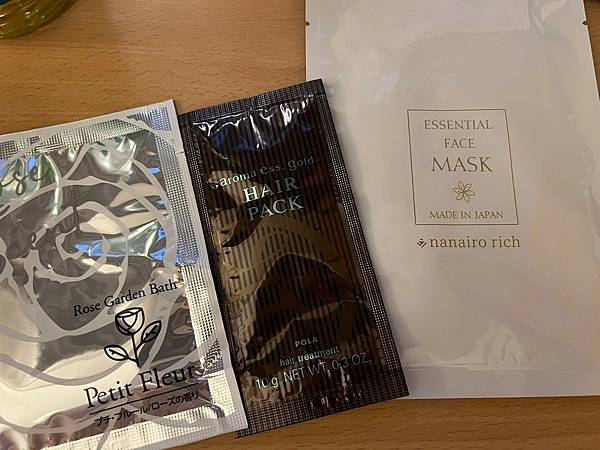 Rose Garden Bath
Petit Fleur
プチ・フルール/ローズの香り
aroma ess. gold
HAIR
PACK
POLA
hair treatment
10 g NET WT. 0.3 OZ.
ESSENTIAL
FACE
MASK
MADE IN JAPAN
nanairo rich